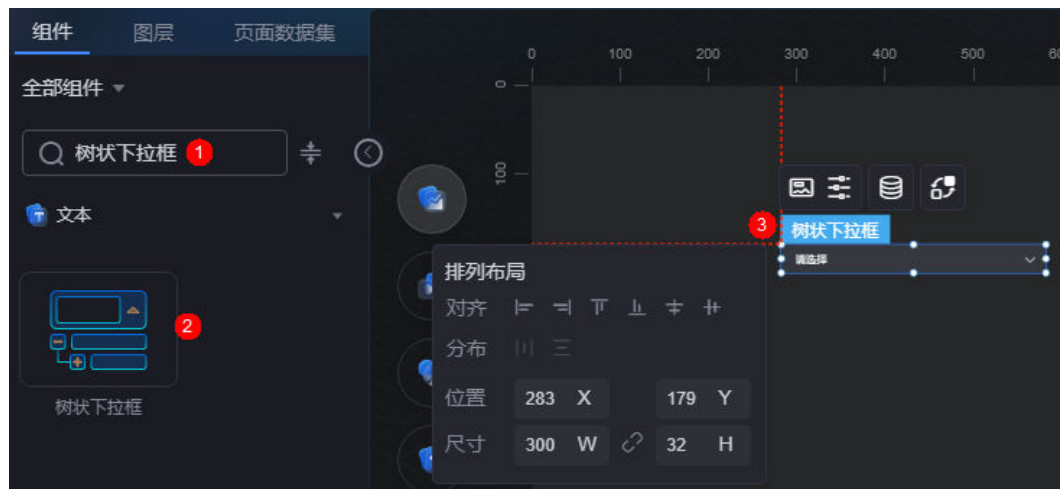 组件 图层 页面数据集
全部组件
树状下拉框 1
文本
2
树状下拉框
0 100 200 300 400 500 60
0
100
3 树状下拉框
请选择
排列布局
对齐
分布
位置 283 X 179 Y
尺寸 300 W 32 H